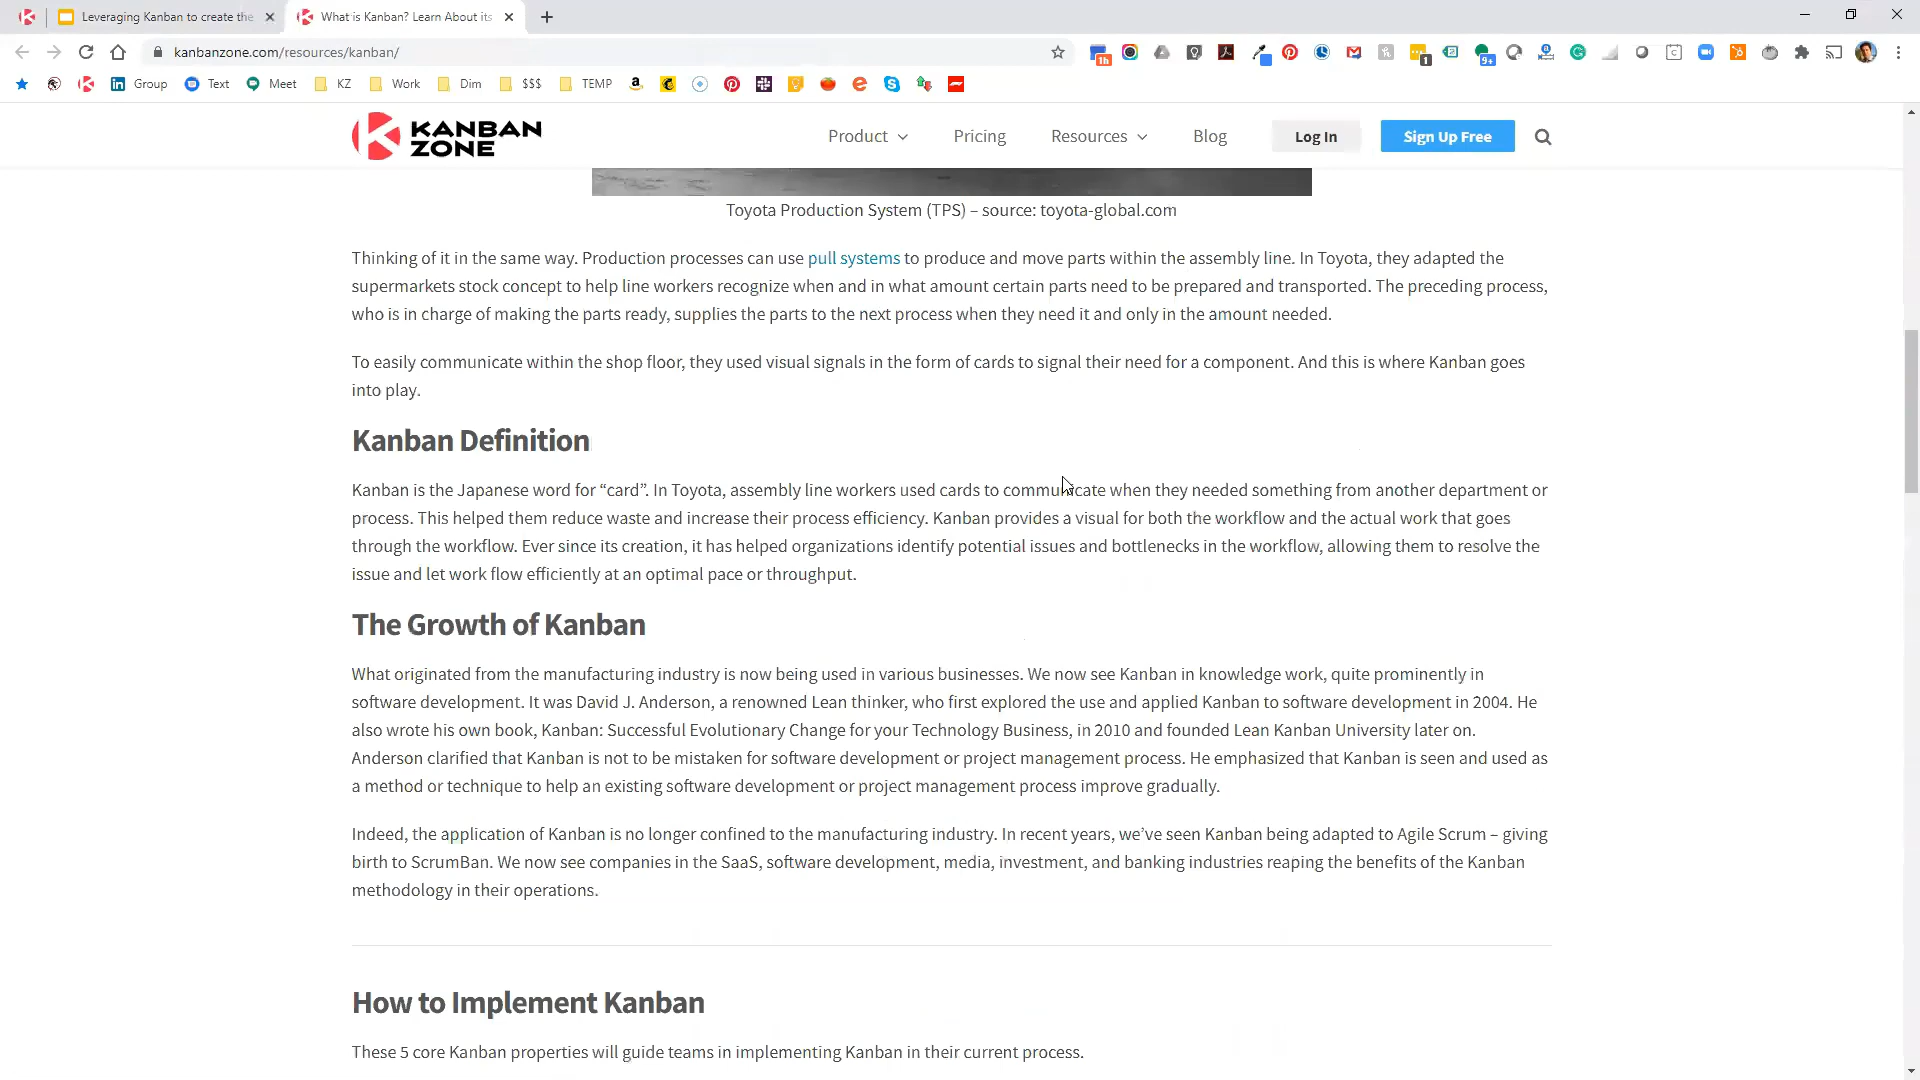 Leveraging Kanban to create the
What is Kanban? Learn About its
kanbanzone.com/resources/kanban/
1h
1
9+
Group
Text
Meet
KZ
Work
Dim
$$$
TEMP
KANBAN
ZONE
Product
Pricing
Resources
Blog
Log In
Sign Up Free
Toyota Production System (TPS) – source: toyota-global.com
Thinking of it in the same way. Production processes can use pull systems to produce and move parts within the assembly line. In Toyota, they adapted the
supermarkets stock concept to help line workers recognize when and in what amount certain parts need to be prepared and transported. The preceding process,
who is in charge of making the parts ready, supplies the parts to the next process when they need it and only in the amount needed.
To easily communicate within the shop floor, they used visual signals in the form of cards to signal their need for a component. And this is where Kanban goes
into play.
Kanban Definition
Kanban is the Japanese word for “card”. In Toyota, assembly line workers used cards to communicate when they needed something from another department or
process. This helped them reduce waste and increase their process efficiency. Kanban provides a visual for both the workflow and the actual work that goes
through the workflow. Ever since its creation, it has helped organizations identify potential issues and bottlenecks in the workflow, allowing them to resolve the
issue and let work flow efficiently at an optimal pace or throughput.
The Growth of Kanban
What originated from the manufacturing industry is now being used in various businesses. We now see Kanban in knowledge work, quite prominently in
software development. It was David J. Anderson, a renowned Lean thinker, who first explored the use and applied Kanban to software development in 2004. He
also wrote his own book, Kanban: Successful Evolutionary Change for your Technology Business, in 2010 and founded Lean Kanban University later on.
Anderson clarified that Kanban is not to be mistaken for software development or project management process. He emphasized that Kanban is seen and used as
a method or technique to help an existing software development or project management process improve gradually.
Indeed, the application of Kanban is no longer confined to the manufacturing industry. In recent years, we’ve seen Kanban being adapted to Agile Scrum – giving
birth to ScrumBan. We now see companies in the SaaS, software development, media, investment, and banking industries reaping the benefits of the Kanban
methodology in their operations.
How to Implement Kanban
These 5 core Kanban properties will guide teams in implementing Kanban in their current process.